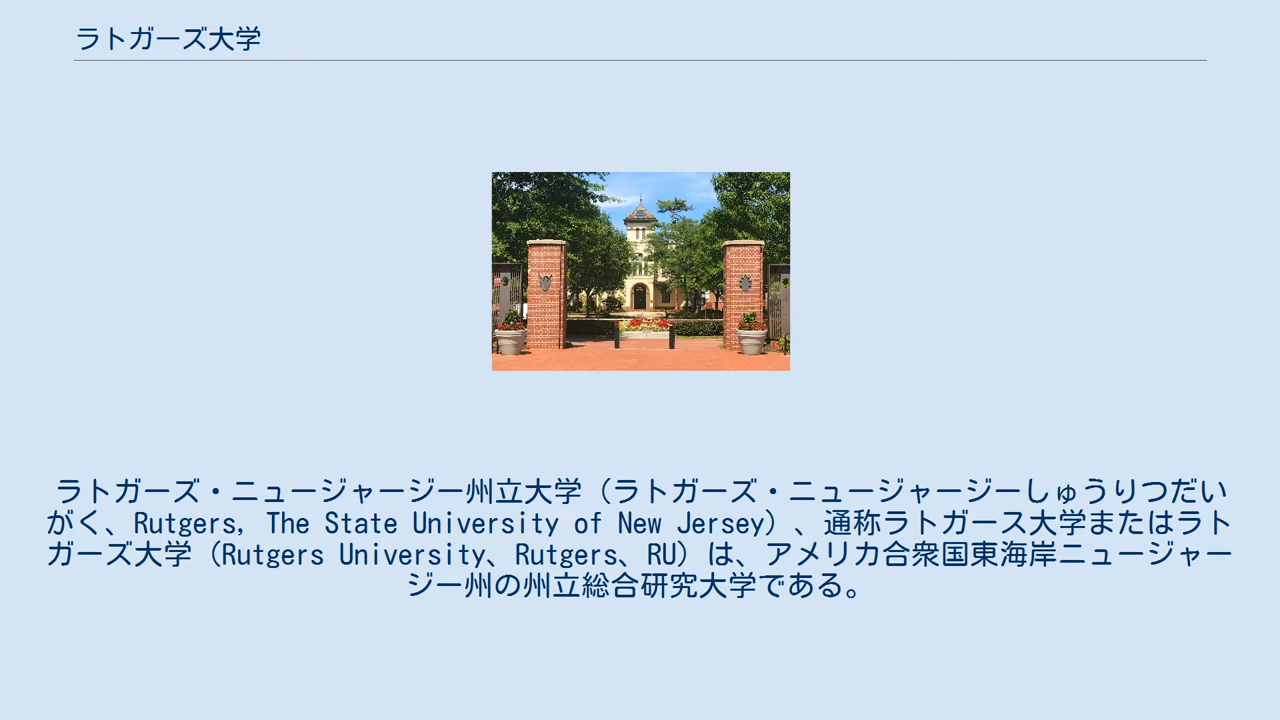 ラトガーズ大学
ラトガーズ・ニュージャージー州立大学（ラトガーズ・ニュージャージーしゅうりつだい
がく、Rutgers, The State University of New Jersey）、通称ラトガース大学またはラト
ガーズ大学（Rutgers University、Rutgers、RU）は、アメリカ合衆国東海岸ニュージャー
ジー州の州立総合研究大学である。